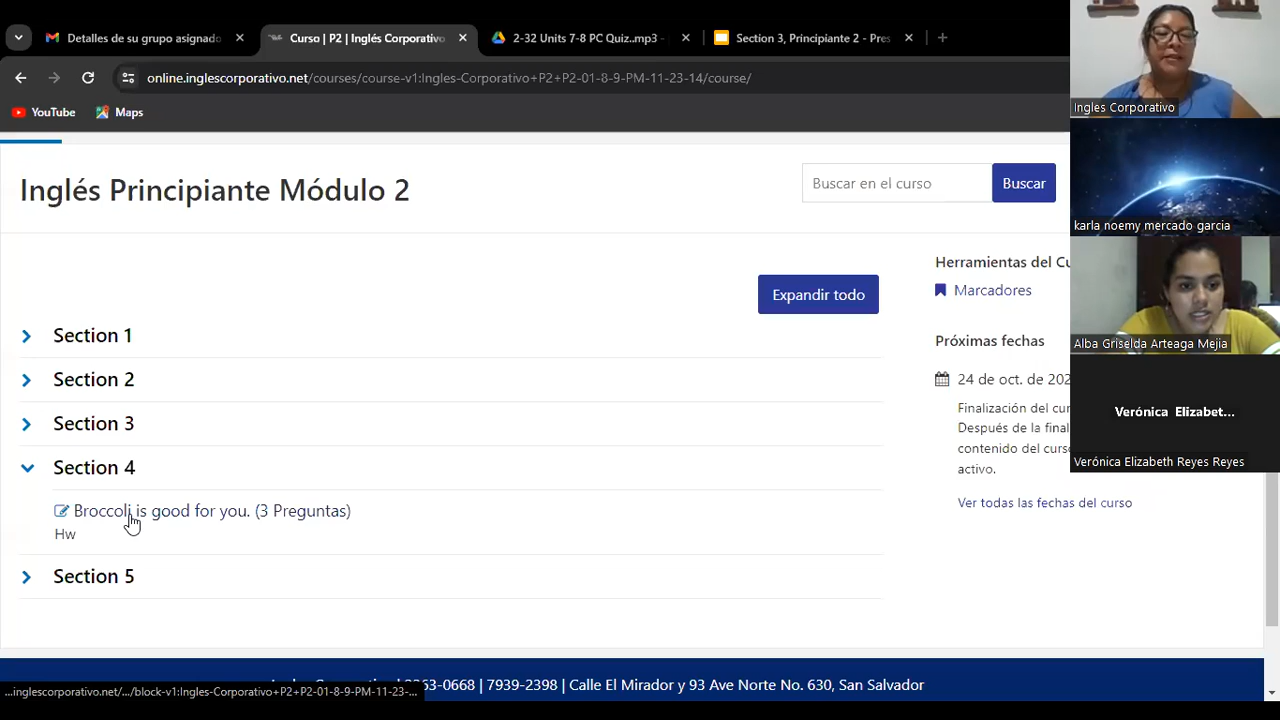 Detalles de su grupo asignado
Curso | P2 | Inglés Corporativo
2-32 Units 7-8 PC Quiz..mp3 -
Section 3, Principiante 2 - Pres
online.inglescorporativo.net/courses/course-v1:Ingles-Corporativo+P2+P2-01-8-9-PM-11-23-14/course/
YouTube
Maps
Inglés Principiante Módulo 2
Buscar en el curso
Buscar
Expandir todo
Section 1
Section 2
Section 3
Section 4
Broccoli is good for you. (3 Preguntas)
Hw
Section 5
Herramientas del Cu
Marcadores
Próximas fechas
24 de oct. de 202
Finalización del cur
Después de la final
contenido del curs
activo.
Ver todas las fechas del curso
Ingles Corporativo
karla noemy mercado garcia
Alba Griselda Arteaga Mejia
Verónica Elizabet...
Verónica Elizabeth Reyes Reyes
63-0668 | 7939-2398 | Calle El Mirador y 93 Ave Norte No. 630, San Salvador
...inglescorporativo.net/.../block-v1:Ingles-Corporativo+P2+P2-01-8-9-PM-11-23-...